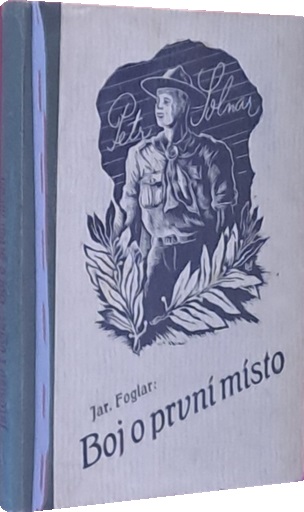 Petr Solnar
Jar. Foglar:
Boj o první místo